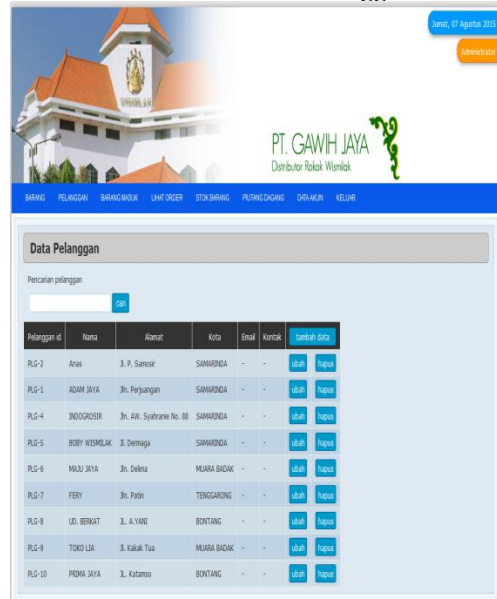 Jumat, 07 Agustus 2015
Administrator
WISMILAK
PT. GAWIH JAYA
Distributor Rokok Wismilak
BARANG PELANGGAN BARANG MASUK LIHAT ORDER STOK BARANG PIUTANG DAGANG DATA AKUN KELUAR
Data Pelanggan
Pencarian pelanggan
cari
Pelanggan id Nama Alamat Kota Email Kontak tambah data
PLG-2 Anas Jl. P. Samosir SAMARINDA - - ubah hapus
PLG-1 ADAM JAYA Jln. Perjuangan SAMARINDA - - ubah hapus
PLG-4 INDOGROSIR Jln. AW. Syahranie No. 88 SAMARINDA - - ubah hapus
PLG-5 BOBY WISMILAK Jl. Dermaga SAMARINDA - - ubah hapus
PLG-6 MAJU JAYA Jln. Delima MUARA BADAK - - ubah hapus
PLG-7 FERY Jln. Patin TENGGARONG - - ubah hapus
PLG-8 UD. BERKAT JL. A.YANI BONTANG - - ubah hapus
PLG-9 TOKO LIA Jl. Kakak Tua MUARA BADAK - - ubah hapus
PLG-10 PRIMA JAYA JL. Katamso BONTANG - - ubah hapus